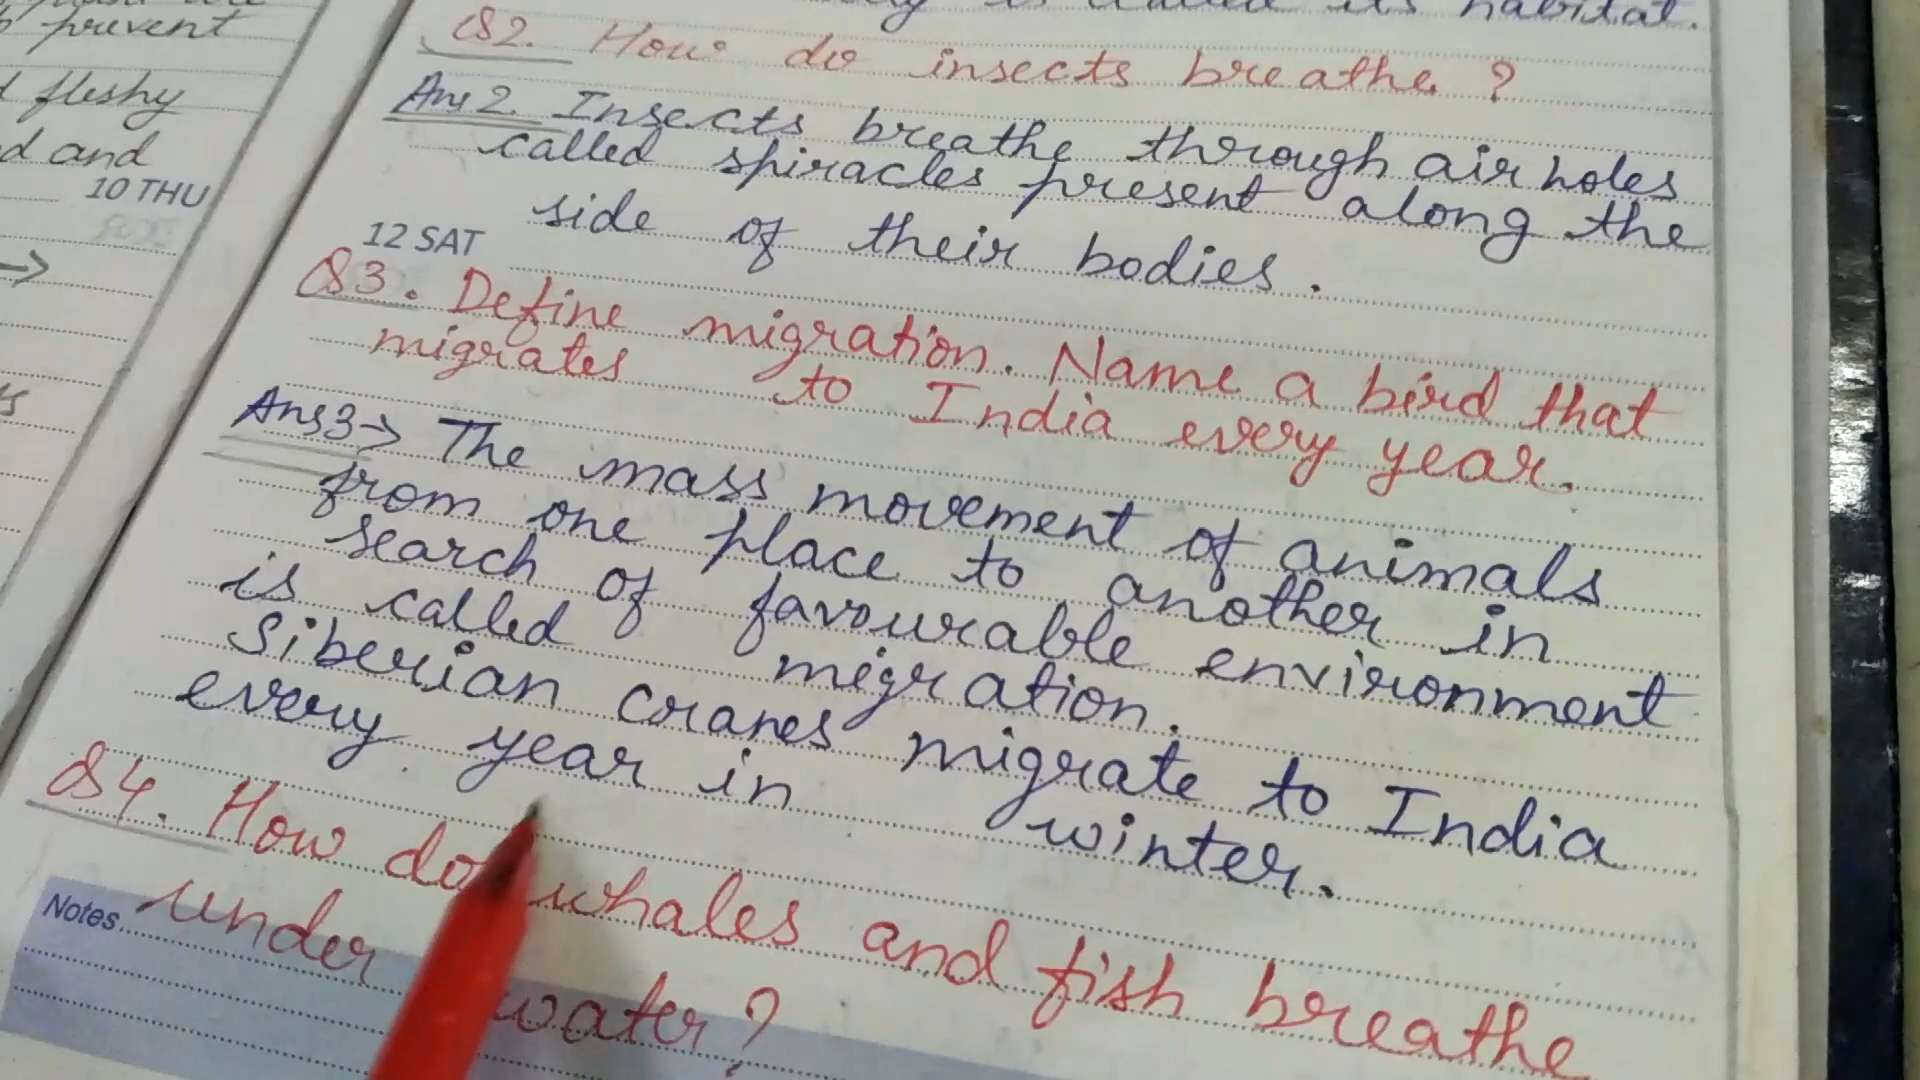 prevent
fleshy
d and
10 THU
its habitat.
Q2. How do insects breathe ?
Ans 2. Insects breathe through air holes
called spiracles present along the
side of their bodies.
12 SAT
Q3. Define migration. Name a bird that
migrates to India every year.
Ans3→ The mass movement of animals
from one place to another in
search of favourable environment
is called migration.
Siberian cranes migrate to India
every year in winter.
Q4. How do whales and fish breathe
Notes
under water?